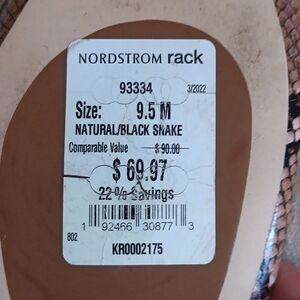 NORDSTROM rack
93334 3/2022
Size: 9.5 M
NATURAL/BLACK SNAKE
Comparable Value $ 90.00
$ 69.97
22 % Savings
1 92466 30877 3
802
KR0002175